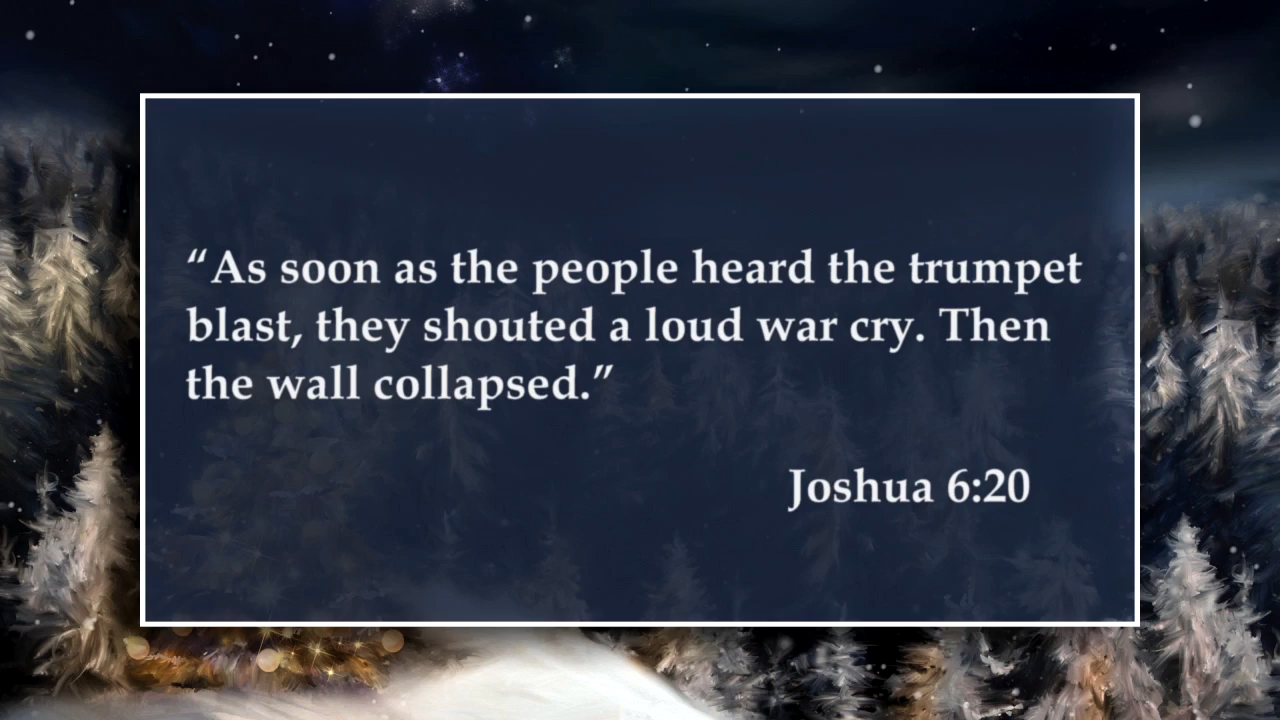 “As soon as the people heard the trumpet
blast, they shouted a loud war cry. Then
the wall collapsed.”
Joshua 6:20